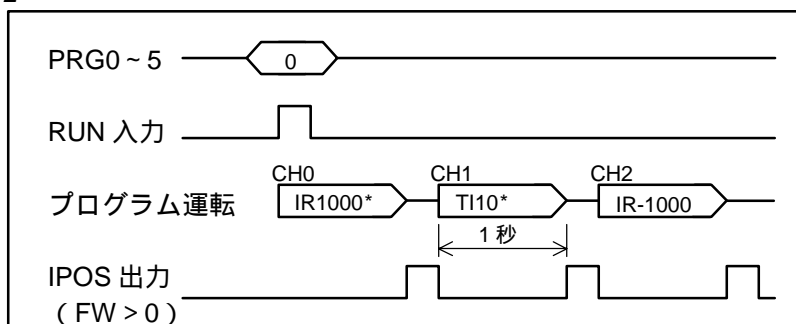 PRG0 ~ 5
0
RUN 入力
CH0
CH1
CH2
プログラム運転
IR1000*
TI10*
IR-1000
1 秒
IPOS 出力
( FW > 0 )